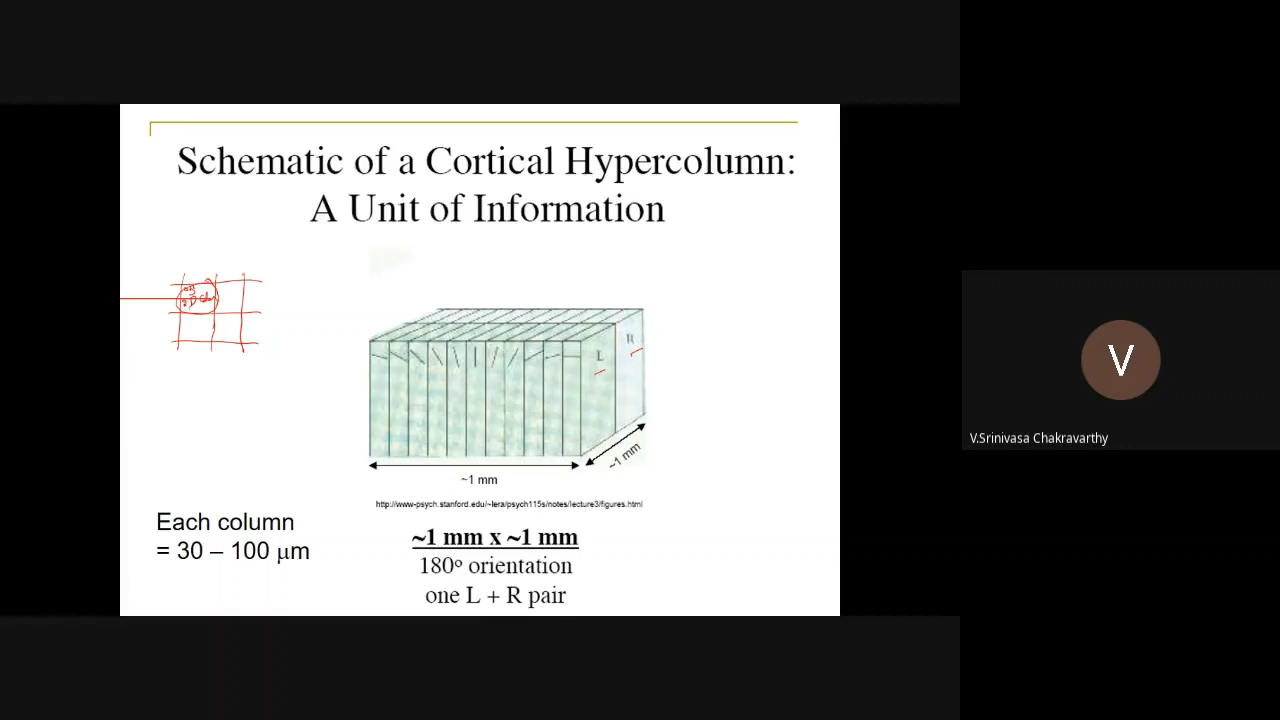 Schematic of a Cortical Hypercolumn:
A Unit of Information
L
R
~1 mm
~1 mm
http://www-psych.stanford.edu/~lera/psych115s/notes/lecture3/figures.html
Each column
= 30 – 100 μm
~1 mm x ~1 mm
180º orientation
one L + R pair
V
V.Srinivasa Chakravarthy